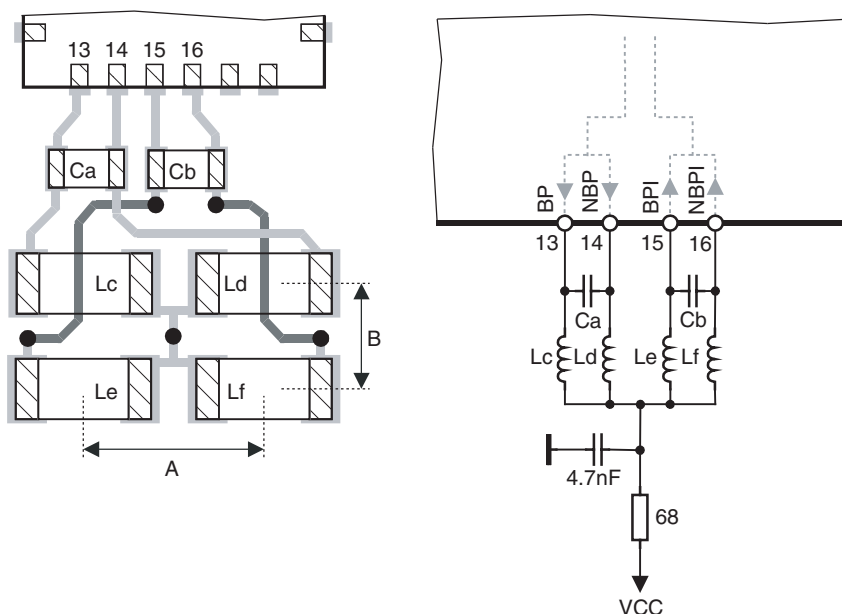 13 14 15 16
Ca Cb
Lc Ld
B
Le Lf
A
BP NBP BPI NBPI
13 14 15 16
Ca Cb
Lc Ld Le Lf
4.7nF
68
VCC